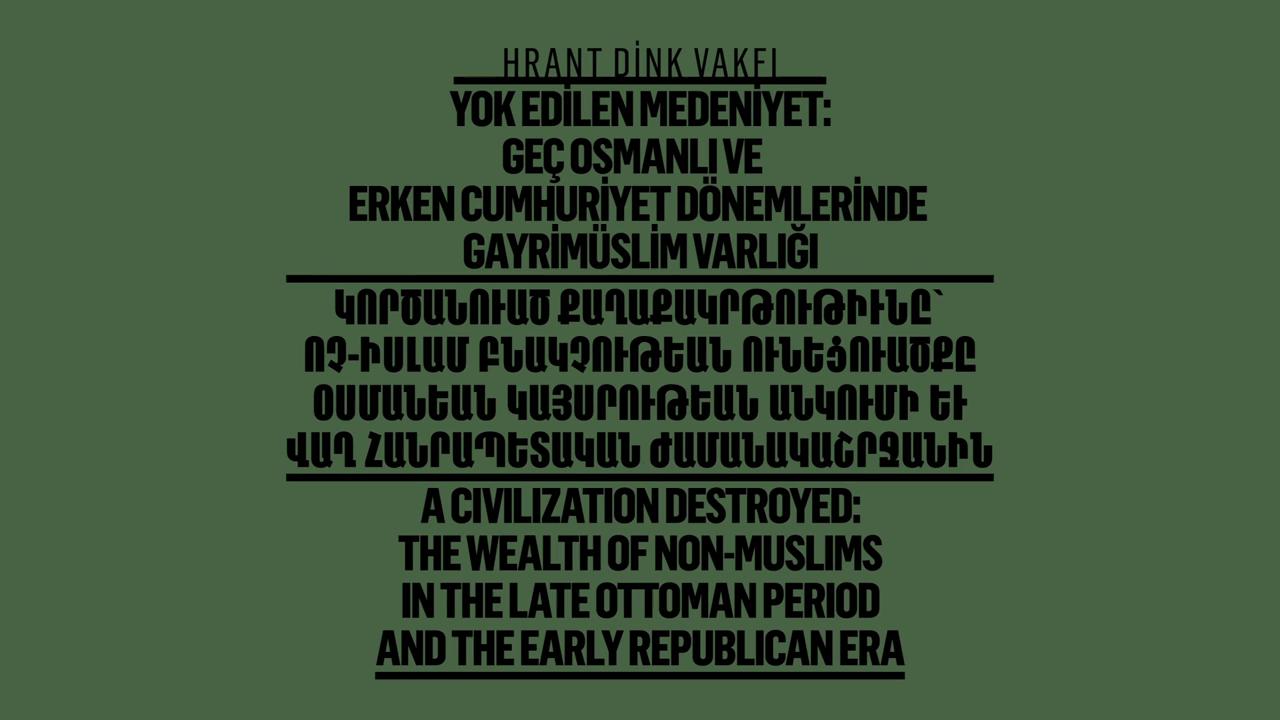 HRANT DİNK VAKFI
YOK EDİLEN MEDENİYET:
GEÇ OSMANLI VE
ERKEN CUMHURİYET DÖNEMLERİNDE
GAYRİMÜSLİM VARLIĞI
ԿՈՐԾԱՆՈՒԱԾ ՔԱՂԱՔԱԿՐԹՈՒԹԻՒՆԸ՝
ՈՉ-ԻՍԼԱՄ ԲՆԱԿՉՈՒԹԵԱՆ ՈՒՆԵՑՈՒԱԾՔԸ
ՕՍՄԱՆԵԱՆ ԿԱՅՍՐՈՒԹԵԱՆ ԱՆԿՈՒՄԻ ԵՒ
ՎԱՂ ՀԱՆՐԱՊԵՏԱԿԱՆ ԺԱՄԱՆԱԿԱՇՐՋԱՆԻՆ
A CIVILIZATION DESTROYED:
THE WEALTH OF NON-MUSLIMS
IN THE LATE OTTOMAN PERIOD
AND THE EARLY REPUBLICAN ERA